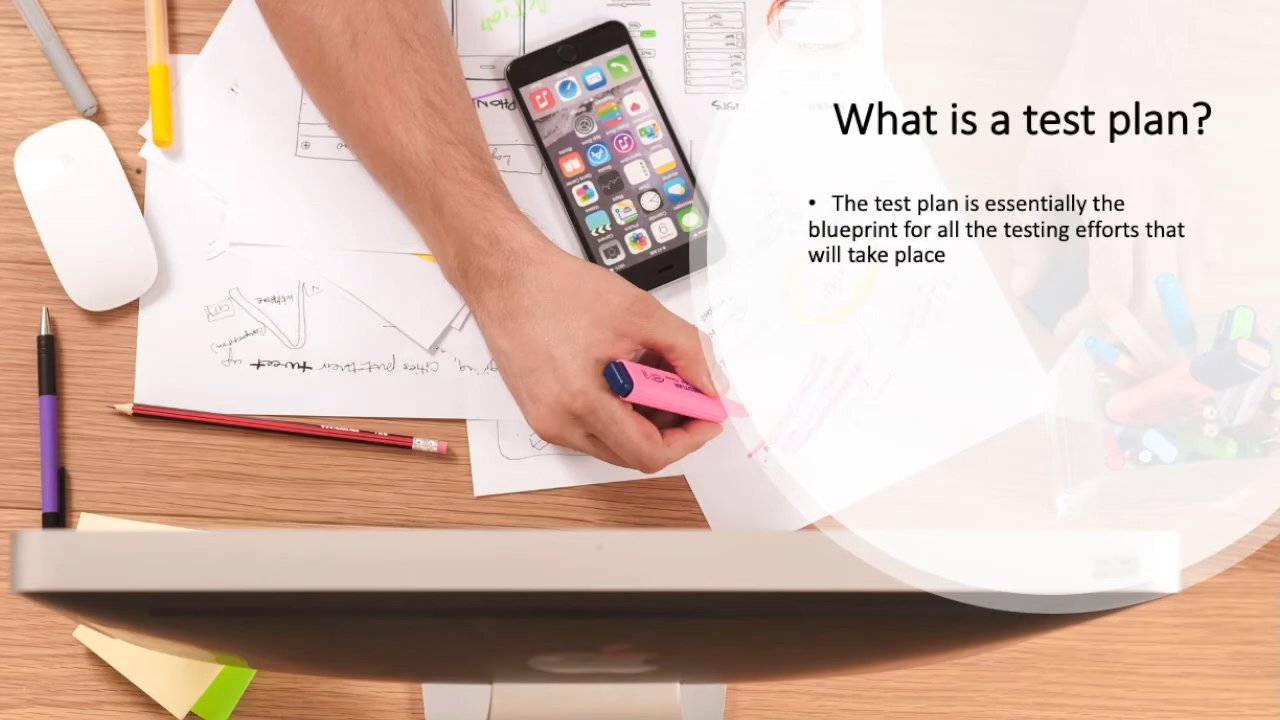 What is a test plan?
• The test plan is essentially the
blueprint for all the testing efforts that
will take place